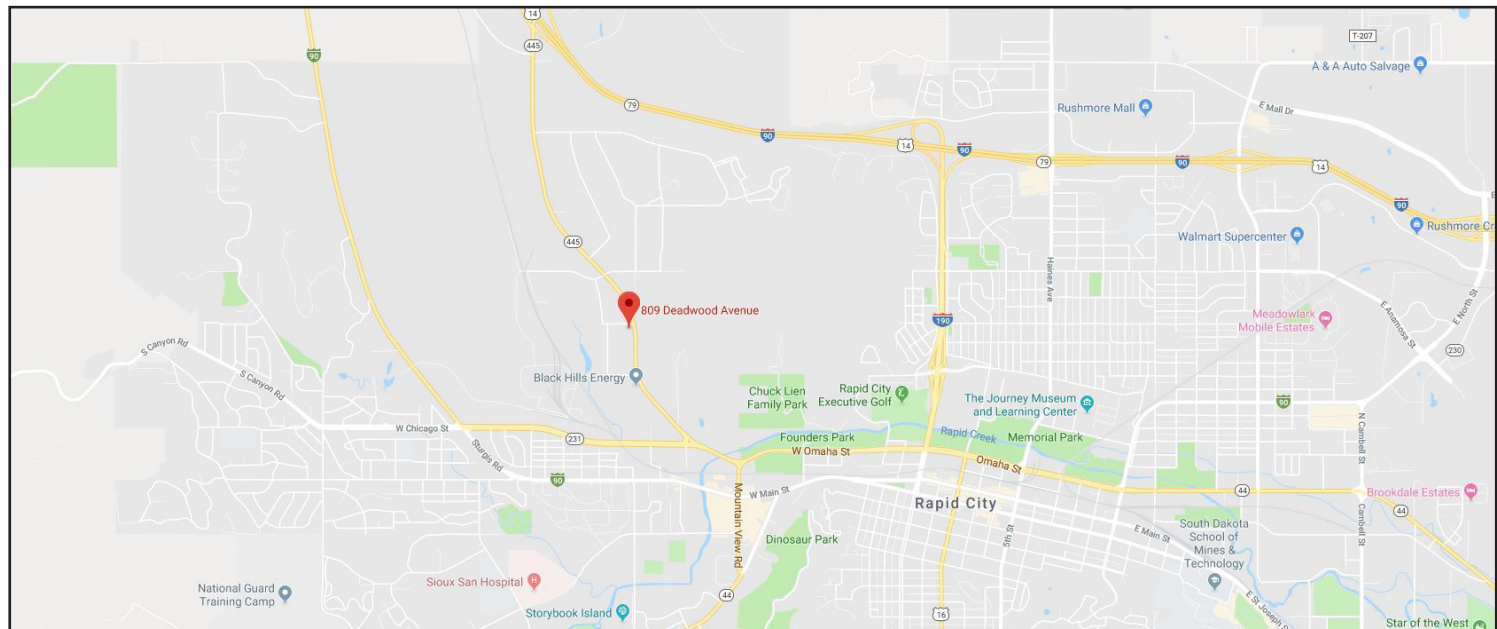 14
445
90
T-207
A & A Auto Salvage
79
Rushmore Mall
E Mall Dr
90
14
90
79
90
14
90
Rushmore Cr
Walmart Supercenter
445
Haines Ave
E North St
809 Deadwood Avenue
190
Meadowlark
Mobile Estates
E Anamosa St
230
S Canyon Rd
S Canyon Rd
Black Hills Energy
Chuck Lien
Family Park
Rapid City
Executive Golf
The Journey Museum
and Learning Center
90
N Cambell St
W Chicago St
231
Sturgis Rd
Founders Park
W Omaha St
Rapid Creek
Memorial Park
Omaha St
90
W Main St
Mountain View Rd
Rapid City
44
Brookdale Estates
44
Cambell St
5th St
E Main St
South Dakota
School of
Mines &
Technology
Dinosaur Park
Sioux San Hospital
H
National Guard
Training Camp
Storybook Island
44
16
E St Joseph S
Star of the West